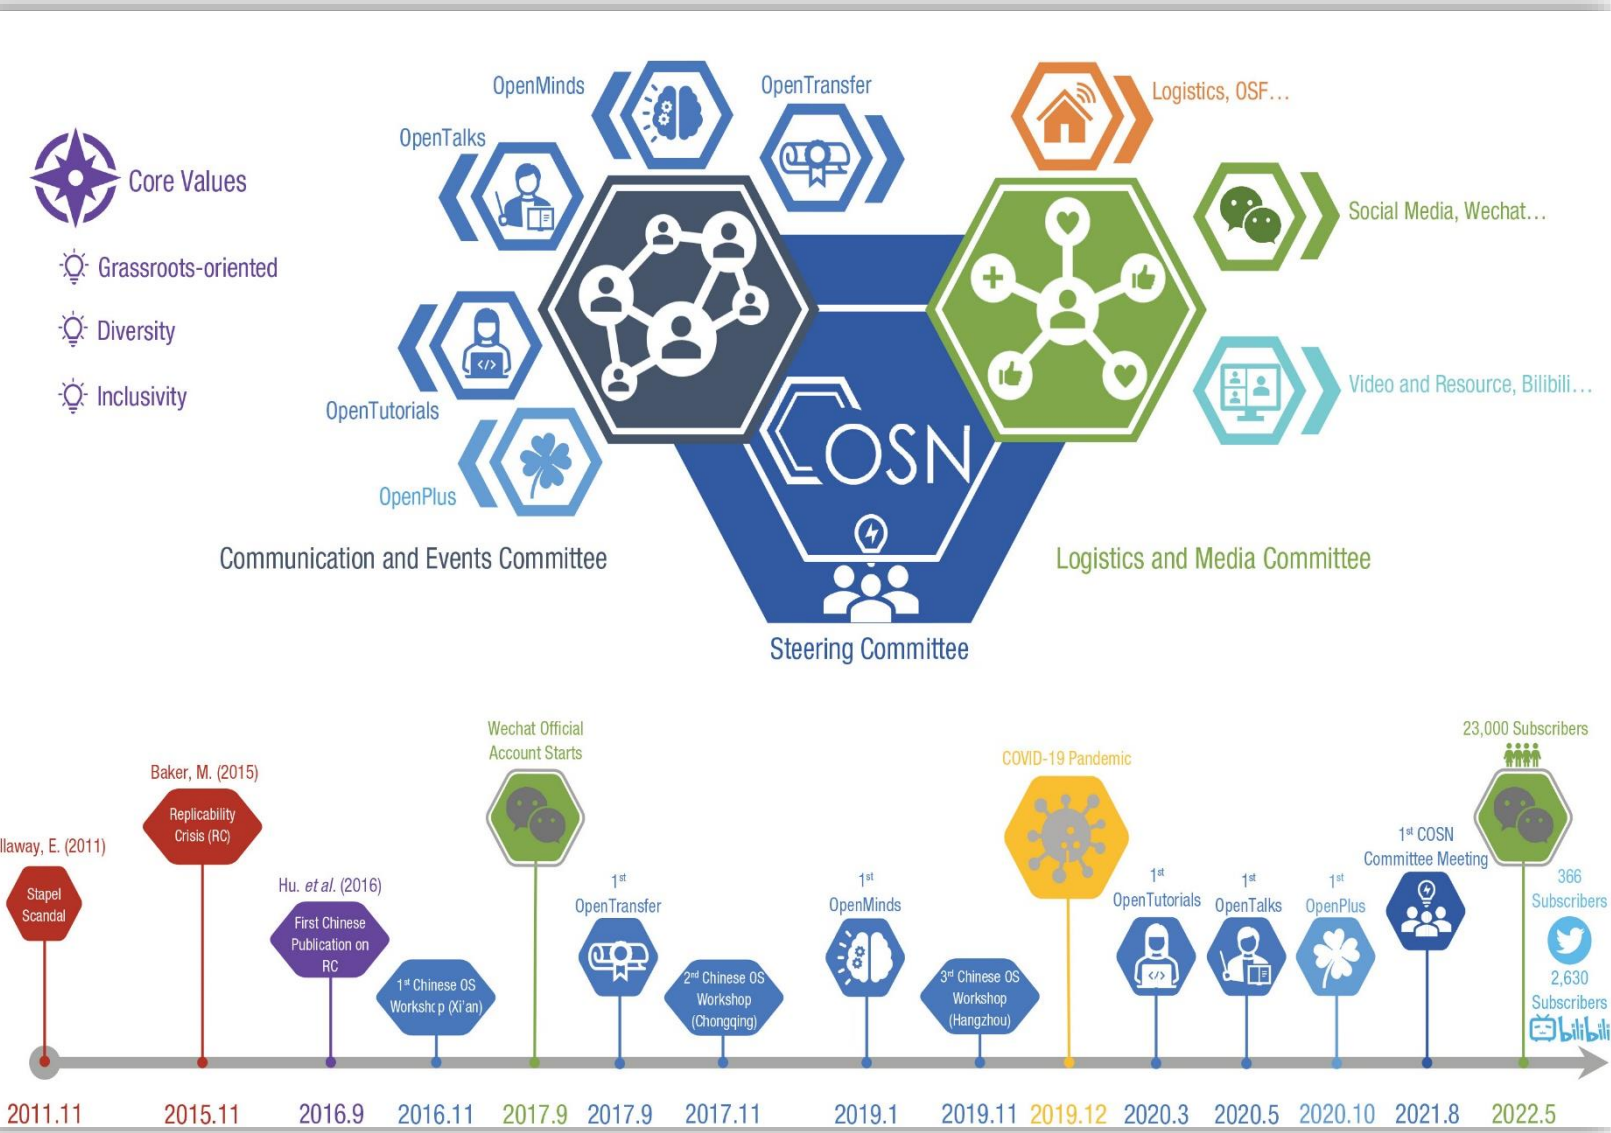 OpenMinds
OpenTransfer
Logistics, OSF...
OpenTalks
Core Values
Grassroots-oriented
Diversity
Inclusivity
Social Media, Wechat...
OpenTutorials
Video and Resource, Bilibili...
OpenPlus
COSN
Communication and Events Committee
Logistics and Media Committee
Steering Committee
llaway, E. (2011)
Stapel
Scandal
Baker, M. (2015)
Replicability
Crisis (RC)
Hu. et al. (2016)
First Chinese
Publication on
RC
1st Chinese OS
Workshop (Xi'an)
Wechat Official
Account Starts
1st
OpenTransfer
2nd Chinese OS
Workshop
(Chongqing)
1st
OpenMinds
3rd Chinese OS
Workshop
(Hangzhou)
COVID-19 Pandemic
1st
OpenTutorials
1st
OpenTalks
1st
OpenPlus
1st COSN
Committee Meeting
23,000 Subscribers
366
Subscribers
2,630
Subscribers
bilibili
2011.11
2015.11
2016.9
2016.11
2017.9
2017.9
2017.11
2019.1
2019.11
2019.12
2020.3
2020.5
2020.10
2021.8
2022.5